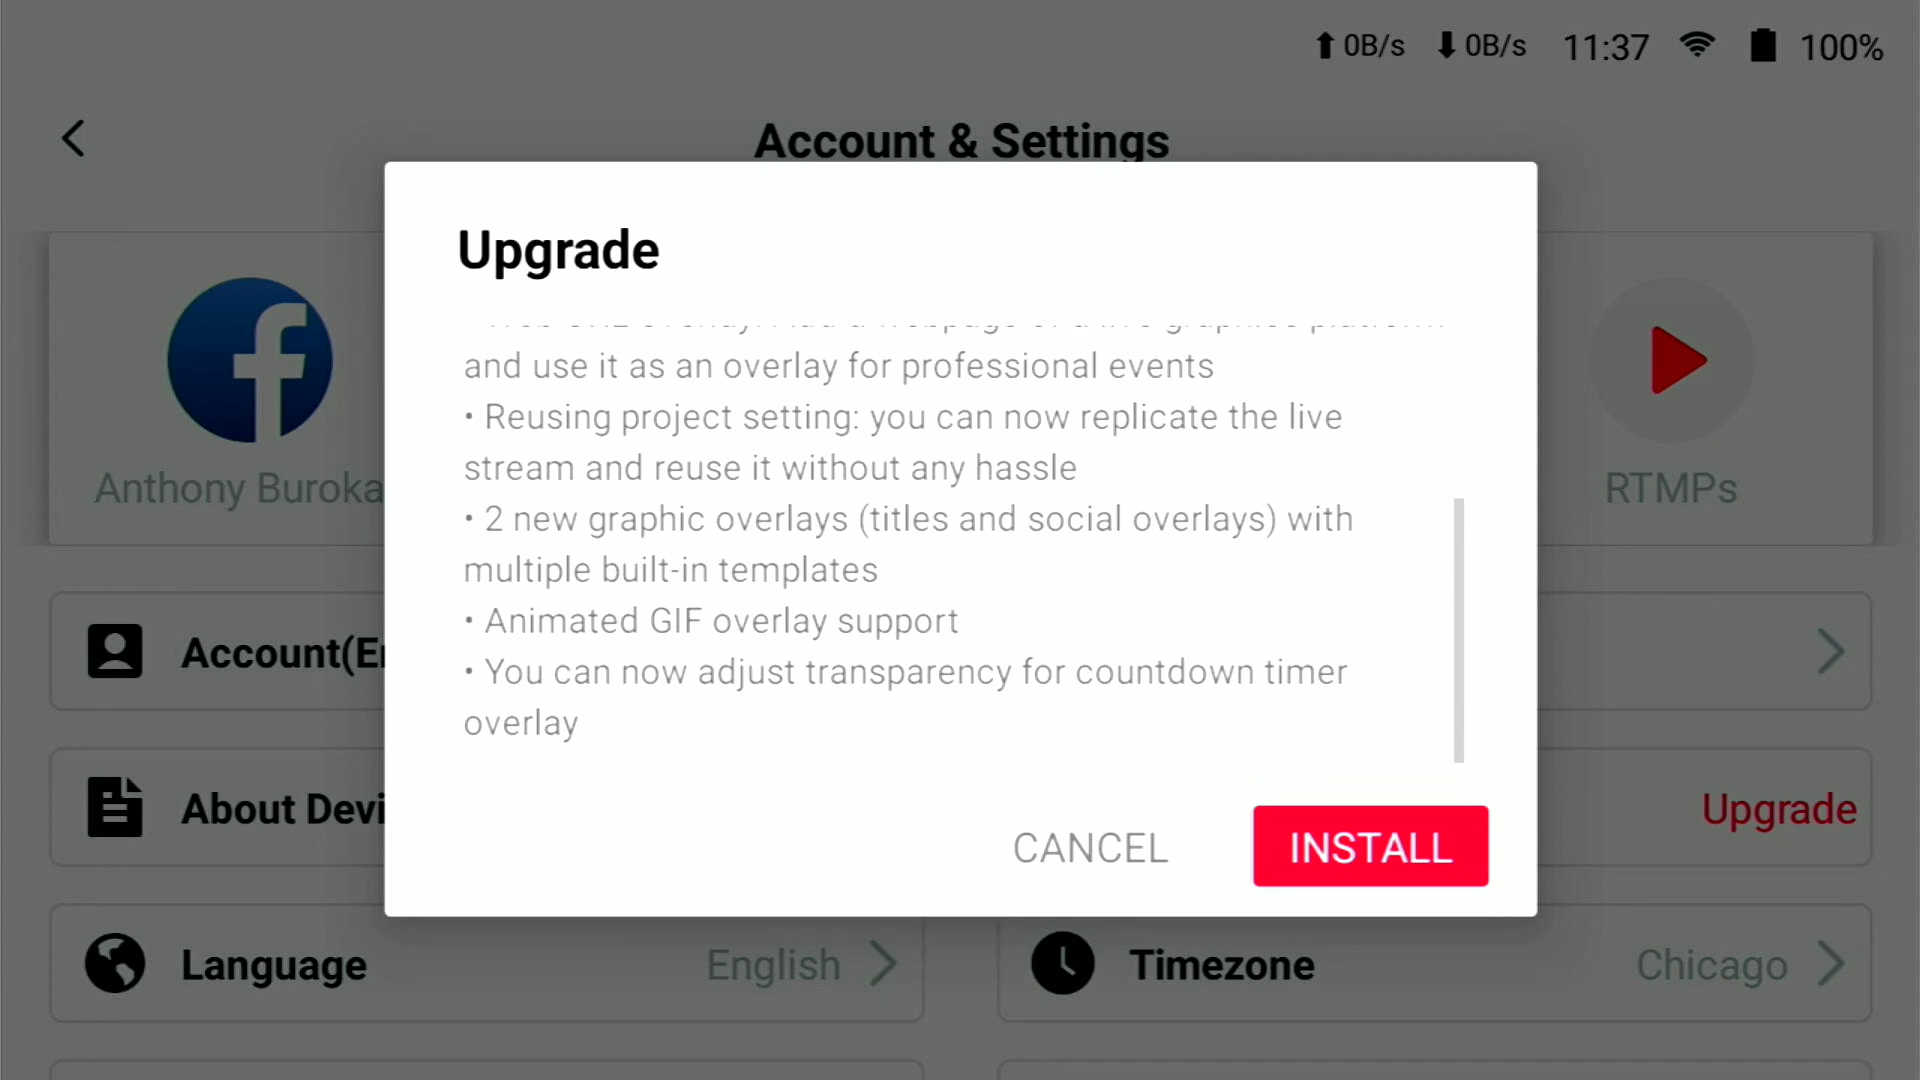 0B/s 0B/s 11:37 100%
Account & Settings
Upgrade
and use it as an overlay for professional events
• Reusing project setting: you can now replicate the live
stream and reuse it without any hassle
• 2 new graphic overlays (titles and social overlays) with
multiple built-in templates
• Animated GIF overlay support
• You can now adjust transparency for countdown timer
overlay
CANCEL INSTALL
Anthony Buroka
RTMPs
Account(E
About Devi
Upgrade
Language English
Timezone Chicago